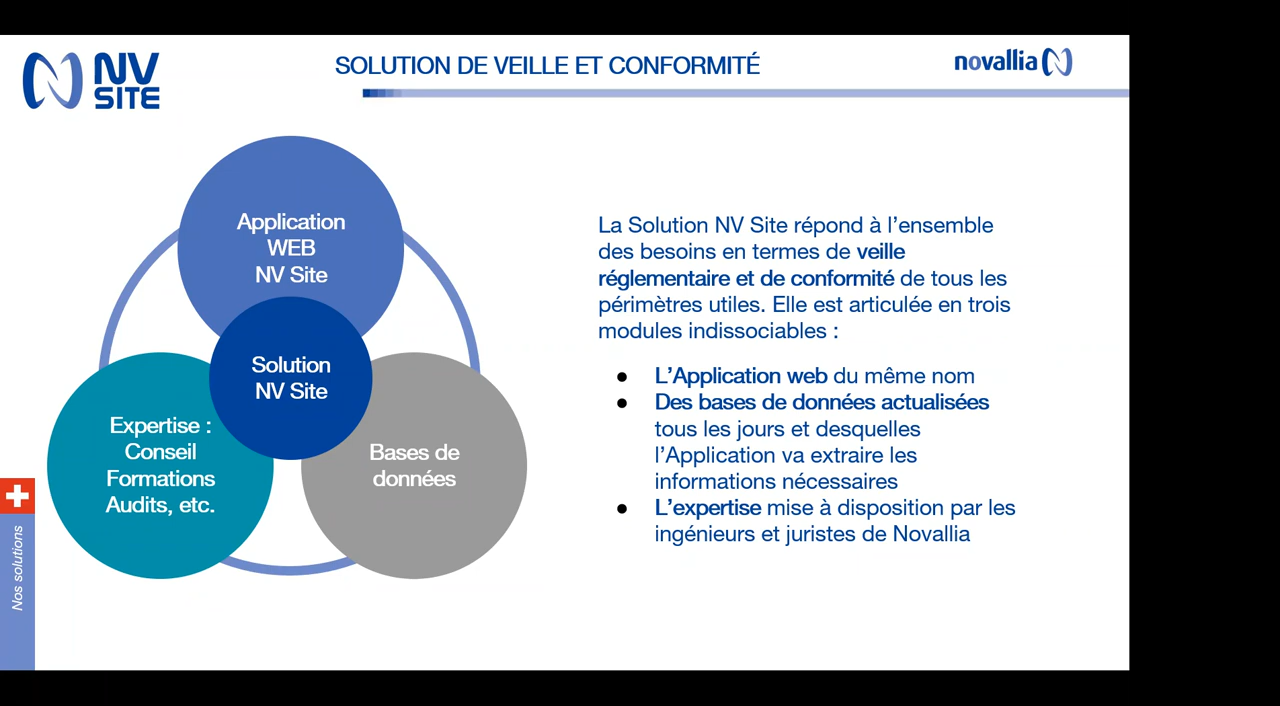 NV
SITE
SOLUTION DE VEILLE ET CONFORMITÉ
novallia
Application
WEB
NV Site
Solution
NV Site
Expertise :
Conseil
Formations
Audits, etc.
Bases de
données
La Solution NV Site répond à l’ensemble
des besoins en termes de veille
réglementaire et de conformité de tous les
périmètres utiles. Elle est articulée en trois
modules indissociables :
● L’Application web du même nom
● Des bases de données actualisées
tous les jours et desquelles
l’Application va extraire les
informations nécessaires
● L’expertise mise à disposition par les
ingénieurs et juristes de Novallia
Nos solutions